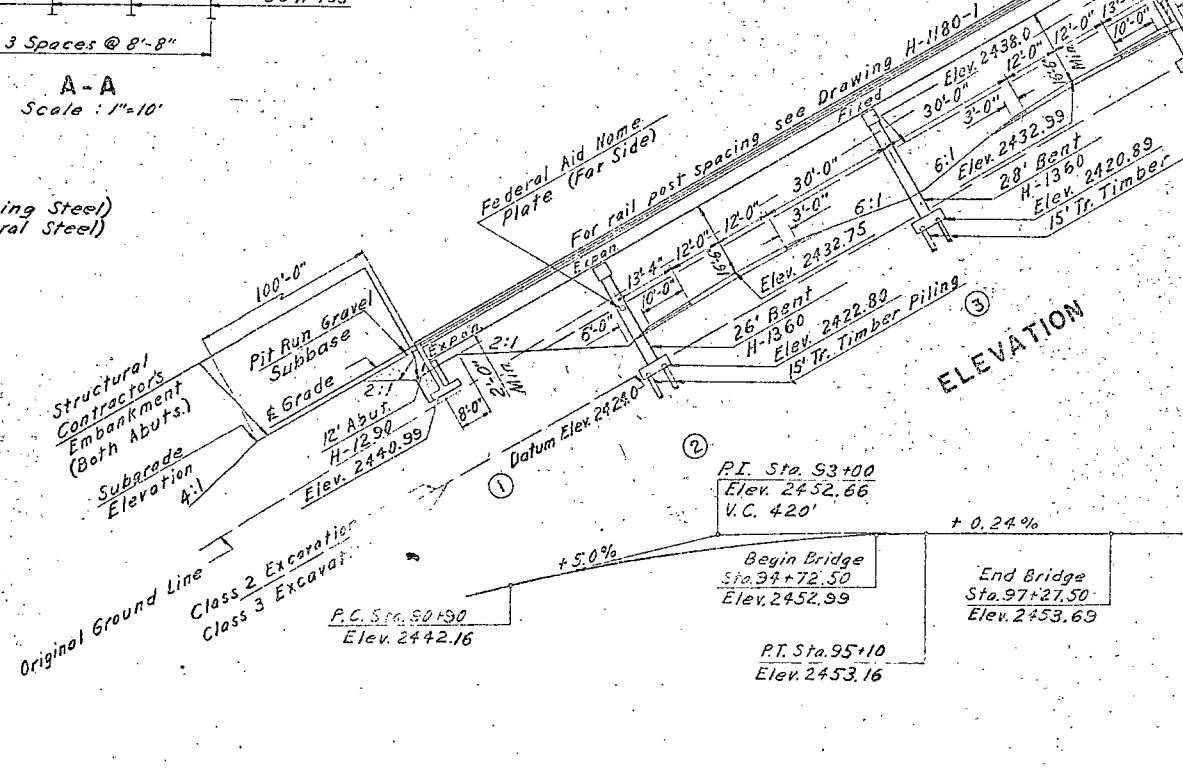 3 Spaces @ 8'-8"
A-A
Scale : 1"=10'
ing Steel)
ral Steel)
Federal Aid Name
Plate (Far Side)
For rail post spacing see Drawing H-1180-1
100'-0"
Pit Run Gravel
Subbase
Structural
Contractor's
Embankment
(Both Abuts.)
Subgrade
Elevation
4:1
₵ Grade
2:1
12' Abut.
H-1290
Elev. 2440.99
Expan.
2:1
8'-0"
2'-0"
Min.
Expan.
13'-4"
12'-0"
12'-0"
10'-0"
6'-0"
16'-6"
30'-0"
3'-0"
6:1
Elev. 2432.75
26' Bent
H-1360
Elev. 2422.80
15' Tr. Timber Piling
Datum Elev. 2424.0
Fixed
Elev. 2438.0
30'-0"
3'-0"
12'-0"
12'-0"
13'
10'-0"
Min.
16'-6"
6:1
Elev. 2432.99
28' Bent
H-1360
Elev. 2420.89
15' Tr. Timber
1
2
3
ELEVATION
Original Ground Line
Class 2 Excavation
Class 3 Excavat
P.I. Sta. 93+00
Elev. 2452.66
V.C. 420'
+5.0%
+0.24%
Begin Bridge
Sta. 94+72.50
Elev. 2452.99
End Bridge
Sta. 97+27.50
Elev. 2453.69
P.C. Sta. 90+90
Elev. 2442.16
P.T. Sta. 95+10
Elev. 2453.16